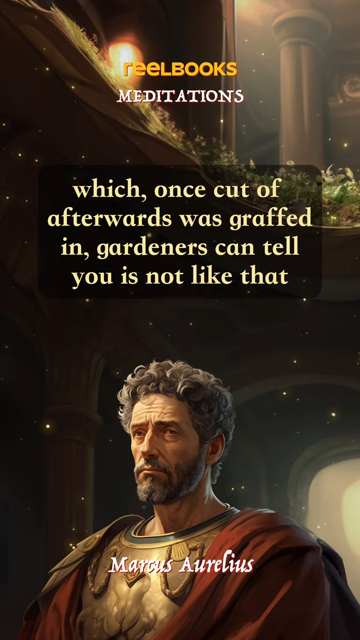 reelBOOKS
MEDITATIONS
which, once cut of
afterwards was graffed
in, gardeners can tell
you is not like that
Marcus Aurelius